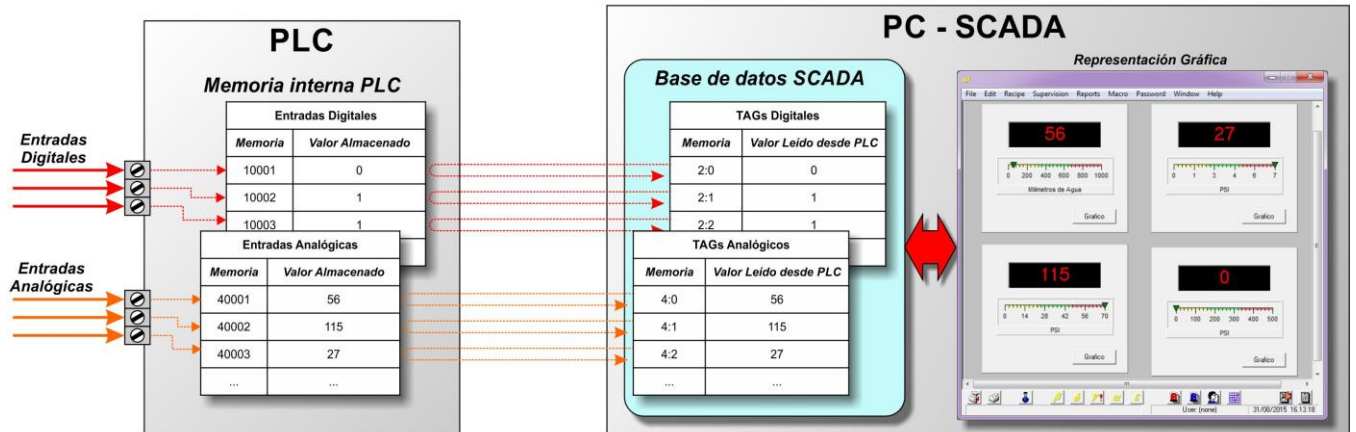 PLC
Memoria interna PLC
Entradas
Digitales
Entradas Digitales
Memoria Valor Almacenado
10001 0
10002 1
10003 1
Entradas
Analógicas
Entradas Analógicas
Memoria Valor Almacenado
40001 56
40002 115
40003 27
... ...
PC - SCADA
Base de datos SCADA
TAGs Digitales
Memoria Valor Leído desde PLC
2:0 0
2:1 1
2:2 1
TAGs Analógicos
Memoria Valor Leído desde PLC
4:0 56
4:1 115
4:2 27
... ...
Representación Gráfica
File Edit Recipe Supervision Reports Macro Password Window Help
56
0 200 400 600 800 1000
Milimetros de Agua
Grafico
27
0 1 3 4 6 7
PSI
Grafico
115
0 14 28 42 56 70
PSI
Grafico
0
0 100 200 300 400 500
PSI
Grafico
User: (none) 31/08/2015 16.13.18